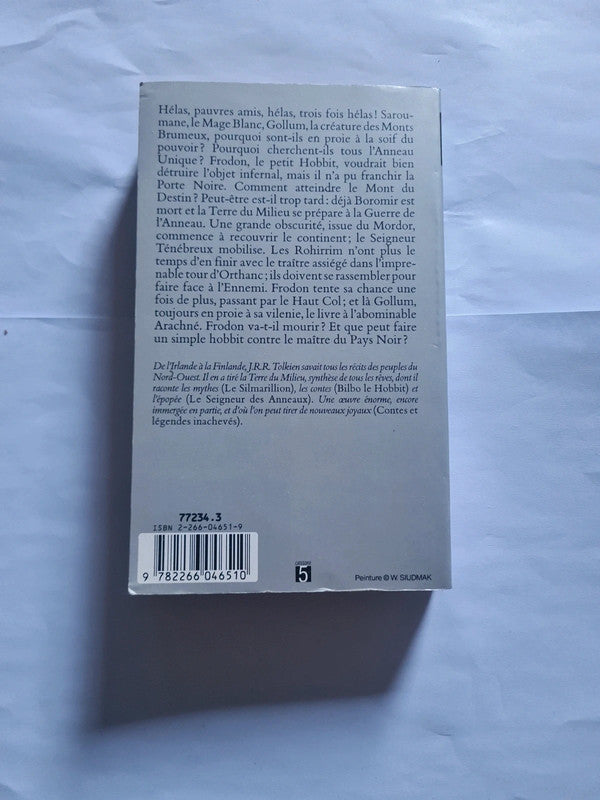 Hélas, pauvres amis, hélas, trois fois hélas! Sarou-
mane, le Mage Blanc, Gollum, la créature des Monts
Brumeux, pourquoi sont-ils en proie à la soif du
pouvoir? Pourquoi cherchent-ils tous l'Anneau
Unique? Frodon, le petit Hobbit, voudrait bien
détruire l'objet infernal, mais il n'a pu franchir la
Porte Noire. Comment atteindre le Mont du
Destin? Peut-être est-il trop tard: déjà Boromir est
mort et la Terre du Milieu se prépare à la Guerre de
l'Anneau. Une grande obscurité, issue du Mordor,
commence à recouvrir le continent; le Seigneur
Ténébreux mobilise. Les Rohirrim n'ont plus le
temps d'en finir avec le traître assiégé dans l'impre-
nable tour d'Orthanc; ils doivent se rassembler pour
faire face à l'Ennemi. Frodon tente sa chance une
fois de plus, passant par le Haut Col; et là Gollum,
toujours en proie à sa vilenie, le livre à l'abominable
Arachné. Frodon va-t-il mourir? Et que peut faire
un simple hobbit contre le maître du Pays Noir?
De l'Irlande à la Finlande, J.R.R. Tolkien savait tous les récits des peuples du
Nord-Ouest. Il en a tiré la Terre du Milieu, synthèse de tous les rêves, dont il
raconte les mythes (Le Silmarillion), les contes (Bilbo le Hobbit) et
l'épopée (Le Seigneur des Anneaux). Une œuvre énorme, encore
immergée en partie, et d'où l'on peut tirer de nouveaux joyaux (Contes et
légendes inachevés).
77234.3
ISBN 2-266-04651-9
9 782266 046510
CATÉGORIE
5
Peinture © W. SIUDMAK